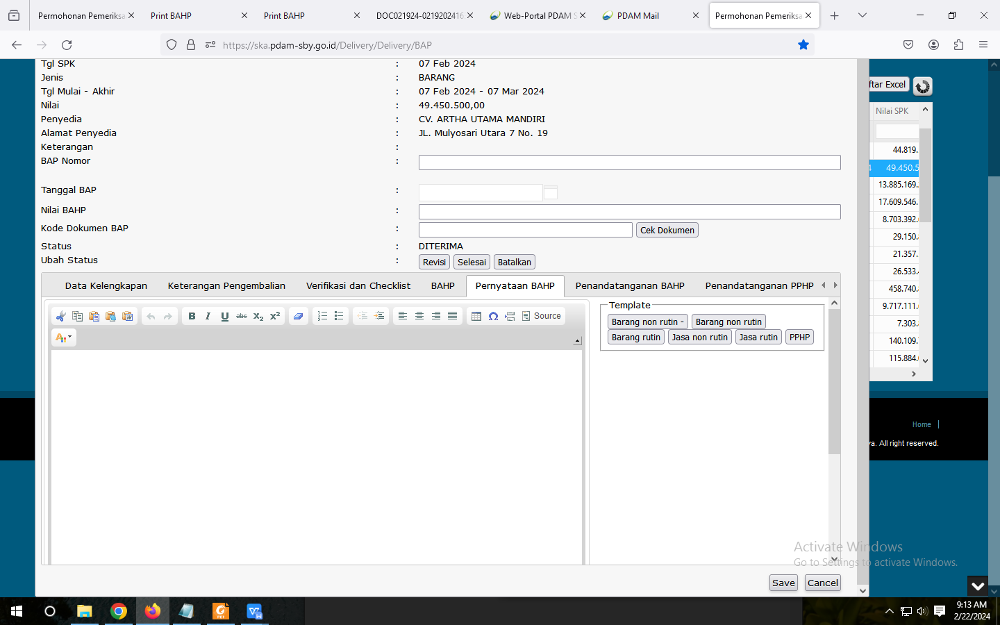 Permohonan Pemeriksa
Print BAHP
Print BAHP
DOC021924-0219202416
Web-Portal PDAM S
PDAM Mail
Permohonan Pemeriksa
https://ska.pdam-sby.go.id/Delivery/Delivery/BAP
Tgl SPK : 07 Feb 2024
Jenis : BARANG
Tgl Mulai - Akhir : 07 Feb 2024 - 07 Mar 2024
Nilai : 49.450.500,00
Penyedia : CV. ARTHA UTAMA MANDIRI
Alamat Penyedia : JL. Mulyosari Utara 7 No. 19
Keterangan :
BAP Nomor :
Tanggal BAP :
Nilai BAHP :
Kode Dokumen BAP : Cek Dokumen
Status : DITERIMA
Ubah Status : Revisi Selesai Batalkan
Data Kelengkapan Keterangan Pengembalian Verifikasi dan Checklist BAHP Pernyataan BAHP Penandatanganan BAHP Penandatanganan PPHP
B I U abc x₂ x² Source
A
Template
Barang non rutin - Barang non rutin
Barang rutin Jasa non rutin Jasa rutin PPHP
Save Cancel
ftar Excel
Nilai SPK
44.819.
49.450.5
13.885.169.
17.609.546.
8.703.392.
29.150.
21.357.
26.533.
458.740.
9.717.111.
7.303.
140.109.
115.884.
Home |
va. All right reserved.
Activate Windows
Go to Settings to activate Windows.
9:13 AM
2/22/2024